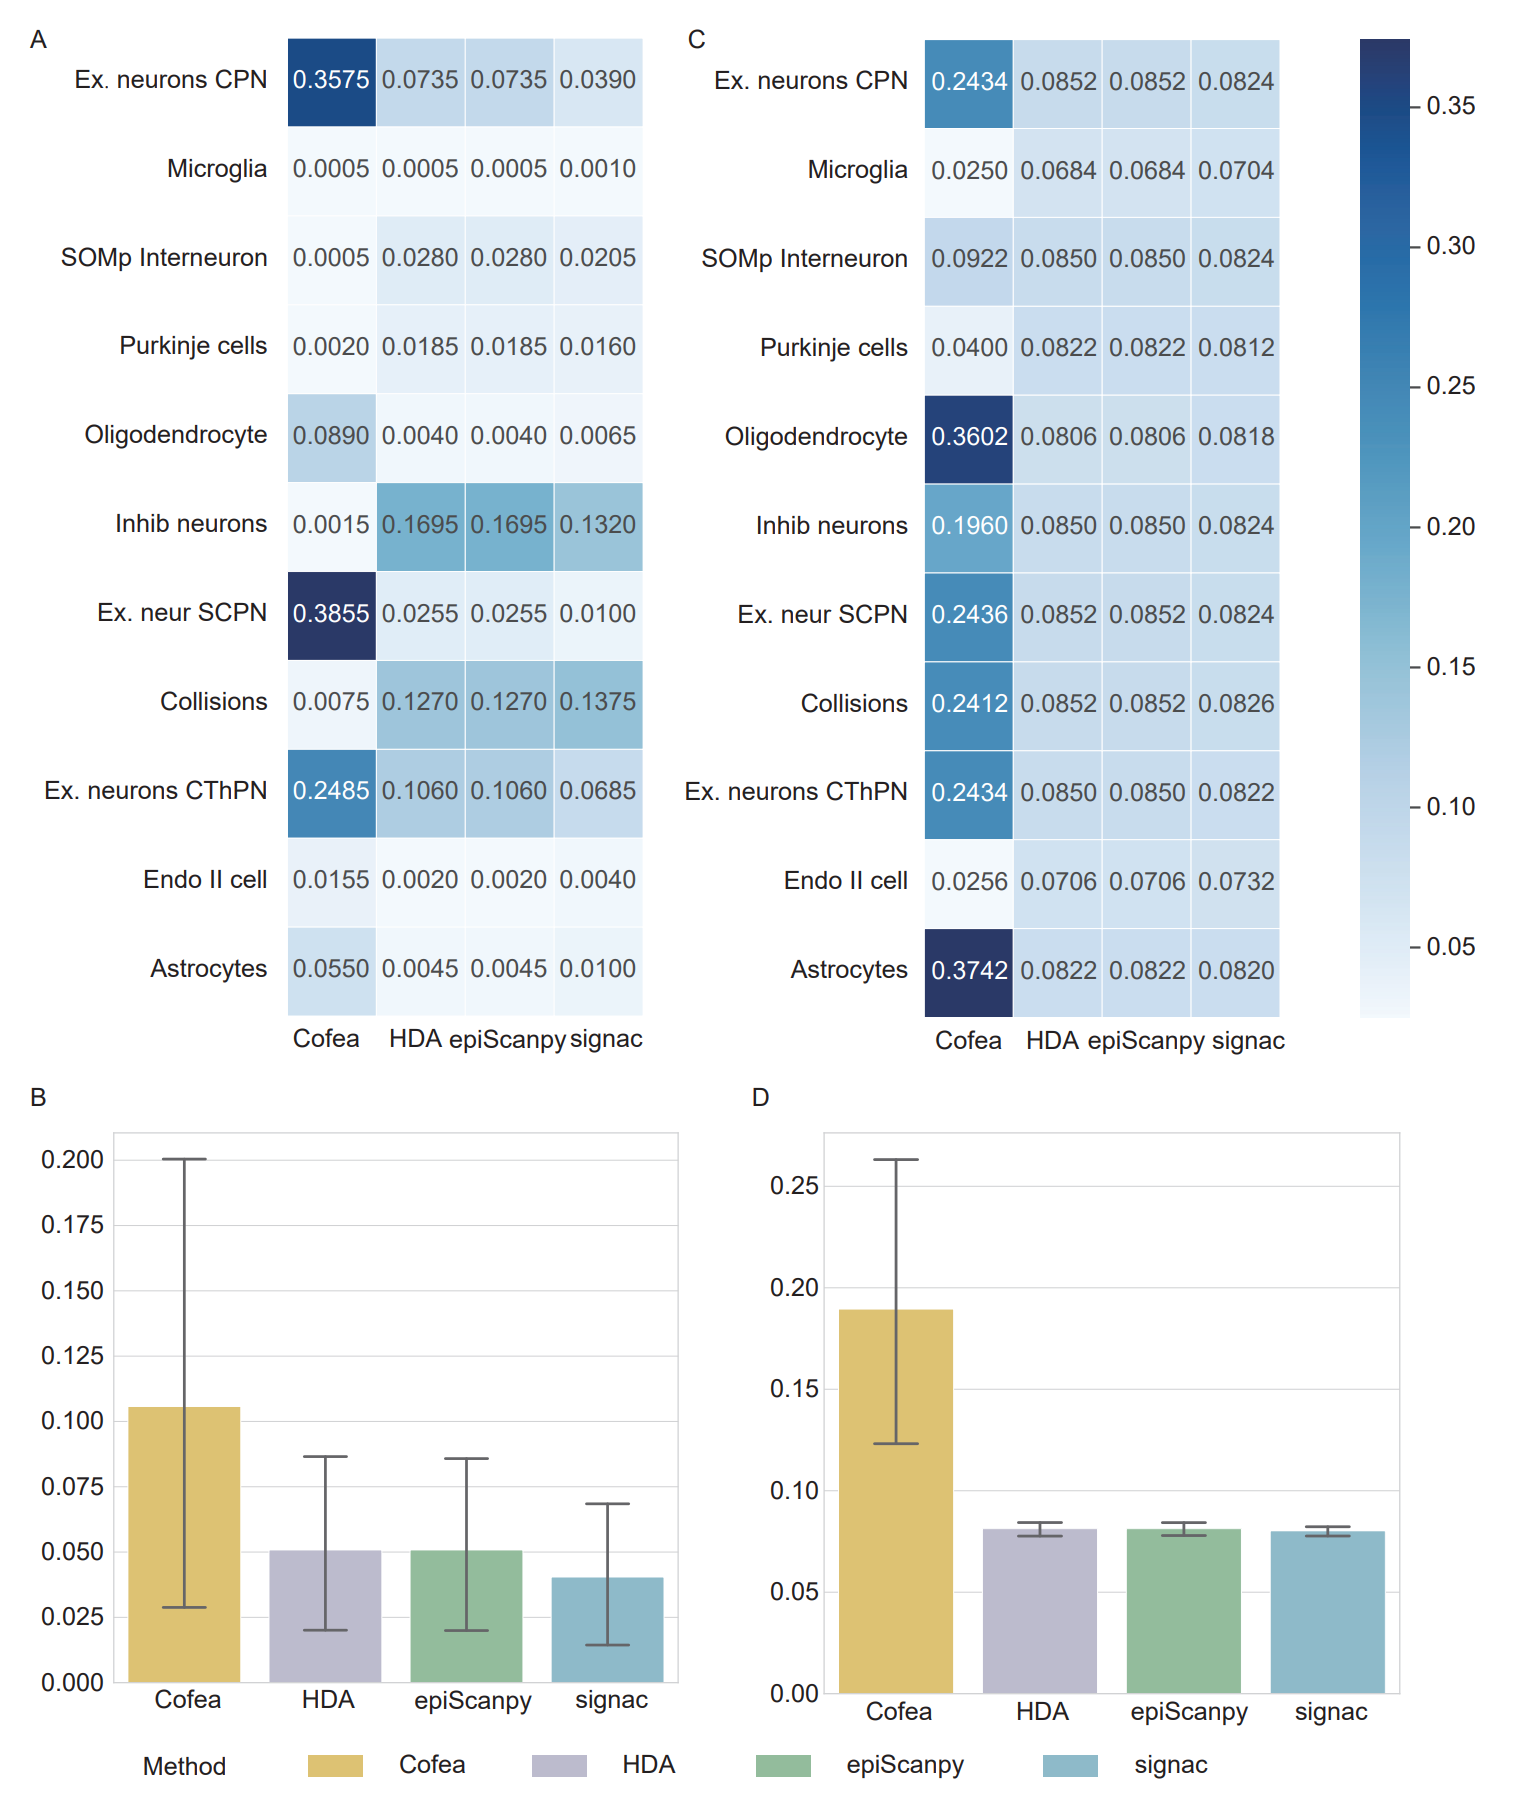 A
Ex. neurons CPN 0.3575 0.0735 0.0735 0.0390
Microglia 0.0005 0.0005 0.0005 0.0010
SOMp Interneuron 0.0005 0.0280 0.0280 0.0205
Purkinje cells 0.0020 0.0185 0.0185 0.0160
Oligodendrocyte 0.0890 0.0040 0.0040 0.0065
Inhib neurons 0.0015 0.1695 0.1695 0.1320
Ex. neur SCPN 0.3855 0.0255 0.0255 0.0100
Collisions 0.0075 0.1270 0.1270 0.1375
Ex. neurons CThPN 0.2485 0.1060 0.1060 0.0685
Endo II cell 0.0155 0.0020 0.0020 0.0040
Astrocytes 0.0550 0.0045 0.0045 0.0100
Cofea HDA epiScanpy signac
C
Ex. neurons CPN 0.2434 0.0852 0.0852 0.0824
Microglia 0.0250 0.0684 0.0684 0.0704
SOMp Interneuron 0.0922 0.0850 0.0850 0.0824
Purkinje cells 0.0400 0.0822 0.0822 0.0812
Oligodendrocyte 0.3602 0.0806 0.0806 0.0818
Inhib neurons 0.1960 0.0850 0.0850 0.0824
Ex. neur SCPN 0.2436 0.0852 0.0852 0.0824
Collisions 0.2412 0.0852 0.0852 0.0826
Ex. neurons CThPN 0.2434 0.0850 0.0850 0.0822
Endo II cell 0.0256 0.0706 0.0706 0.0732
Astrocytes 0.3742 0.0822 0.0822 0.0820
Cofea HDA epiScanpy signac
0.35
0.30
0.25
0.20
0.15
0.10
0.05
B
0.200
0.175
0.150
0.125
0.100
0.075
0.050
0.025
0.000
Cofea HDA epiScanpy signac
D
0.25
0.20
0.15
0.10
0.05
0.00
Cofea HDA epiScanpy signac
Method Cofea HDA epiScanpy signac